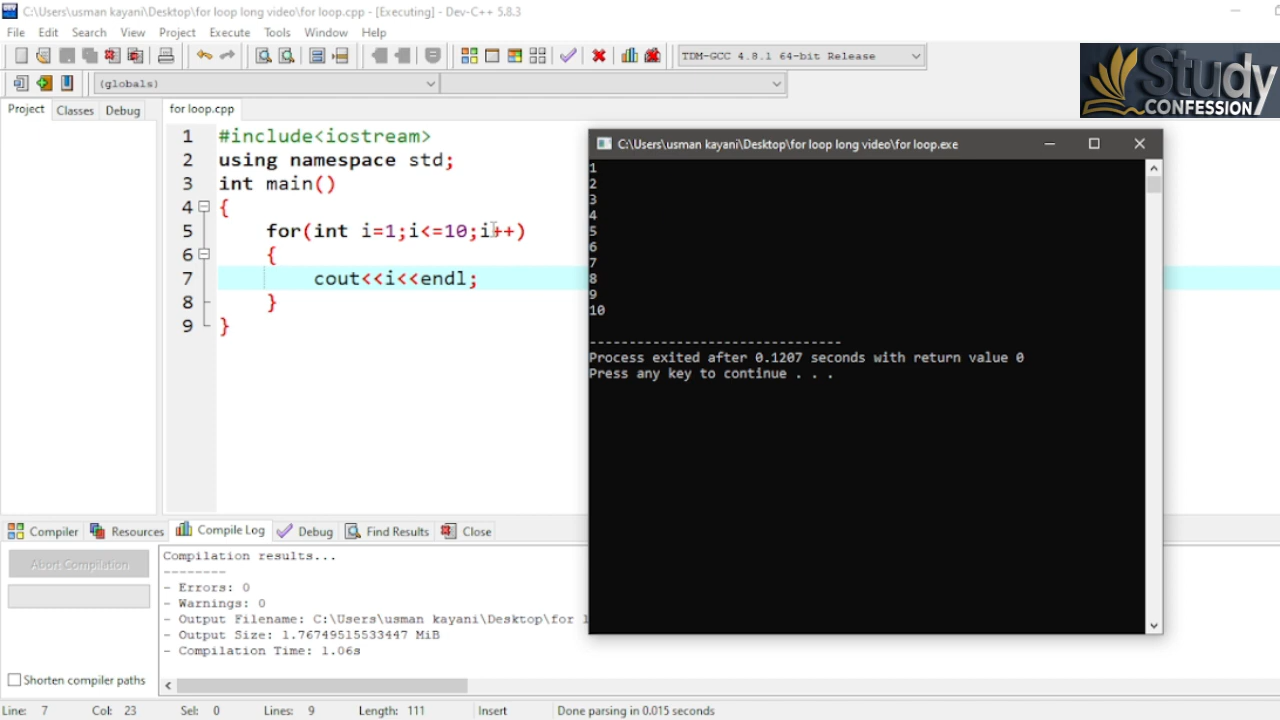 C:\Users\usman kayani\Desktop\for loop long video\for loop.cpp - [Executing] - Dev-C++ 5.8.3
File Edit Search View Project Execute Tools Window Help
TDM-GCC 4.8.1 64-bit Release
(globals)
Study
CONFESSION
Project Classes Debug
for loop.cpp
1 #include<iostream>
2 using namespace std;
3 int main()
4 {
5 for(int i=1;i<=10;i++)
6 {
7 cout<<i<<endl;
8 }
9 }
C:\Users\usman kayani\Desktop\for loop long video\for loop.exe
1
2
3
4
5
6
7
8
9
10
--------------------------------
Process exited after 0.1207 seconds with return value 0
Press any key to continue . . .
Compiler Resources Compile Log Debug Find Results Close
Abort Compilation
Shorten compiler paths
Compilation results...
--------
- Errors: 0
- Warnings: 0
- Output Filename: C:\Users\usman kayani\Desktop\for
- Output Size: 1.76749515533447 MiB
- Compilation Time: 1.06s
Line: 7 Col: 23 Sel: 0 Lines: 9 Length: 111 Insert Done parsing in 0.015 seconds